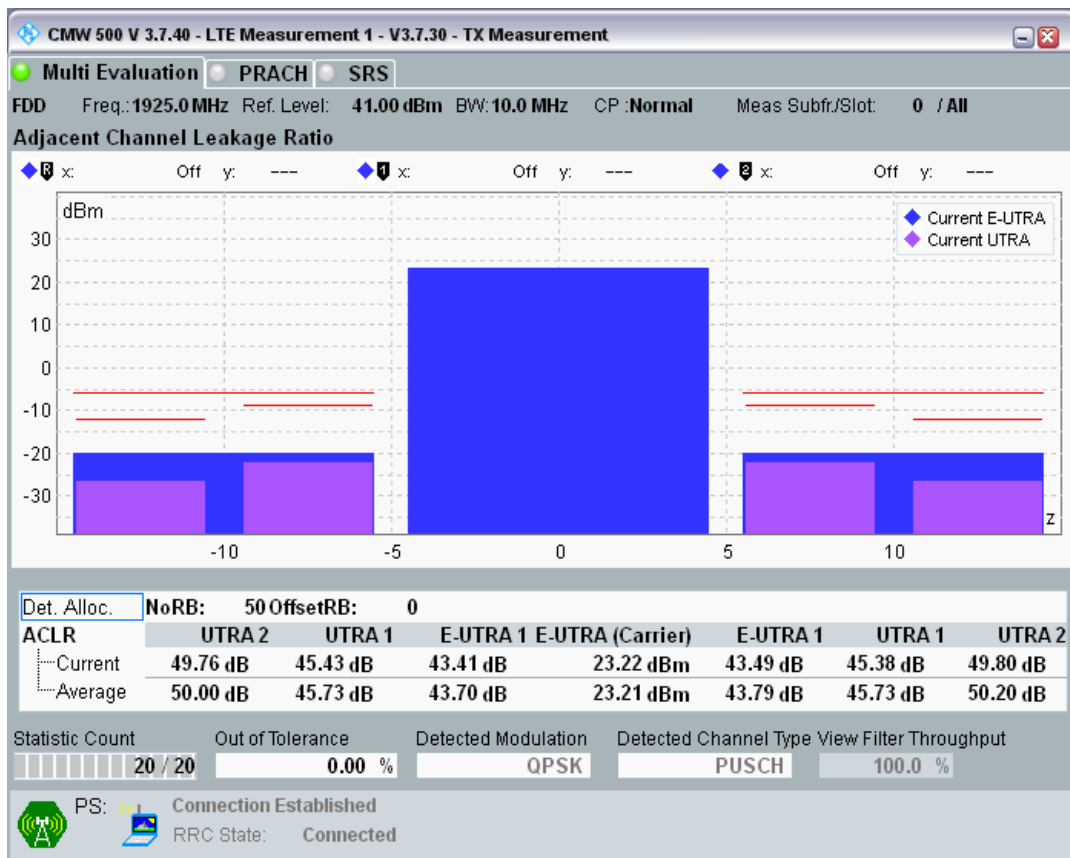 CMW 500 V 3.7.40 - LTE Measurement 1 - V3.7.30 - TX Measurement
Multi Evaluation PRACH SRS
FDD Freq.: 1925.0 MHz Ref. Level: 41.00 dBm BW: 10.0 MHz CP :Normal Meas Subfr./Slot: 0 / All
Adjacent Channel Leakage Ratio
R x: Off y: --- 1 x: Off y: --- 2 x: Off y: ---
dBm
Current E-UTRA
Current UTRA
30
20
10
0
-10
-20
-30
z
-10 -5 0 5 10
Det. Alloc. NoRB: 50 OffsetRB: 0
ACLR UTRA 2 UTRA 1 E-UTRA 1 E-UTRA (Carrier) E-UTRA 1 UTRA 1 UTRA 2
Current 49.76 dB 45.43 dB 43.41 dB 23.22 dBm 43.49 dB 45.38 dB 49.80 dB
Average 50.00 dB 45.73 dB 43.70 dB 23.21 dBm 43.79 dB 45.73 dB 50.20 dB
Statistic Count Out of Tolerance Detected Modulation Detected Channel Type View Filter Throughput
20 / 20 0.00 % QPSK PUSCH 100.0 %
PS: Connection Established
RRC State: Connected